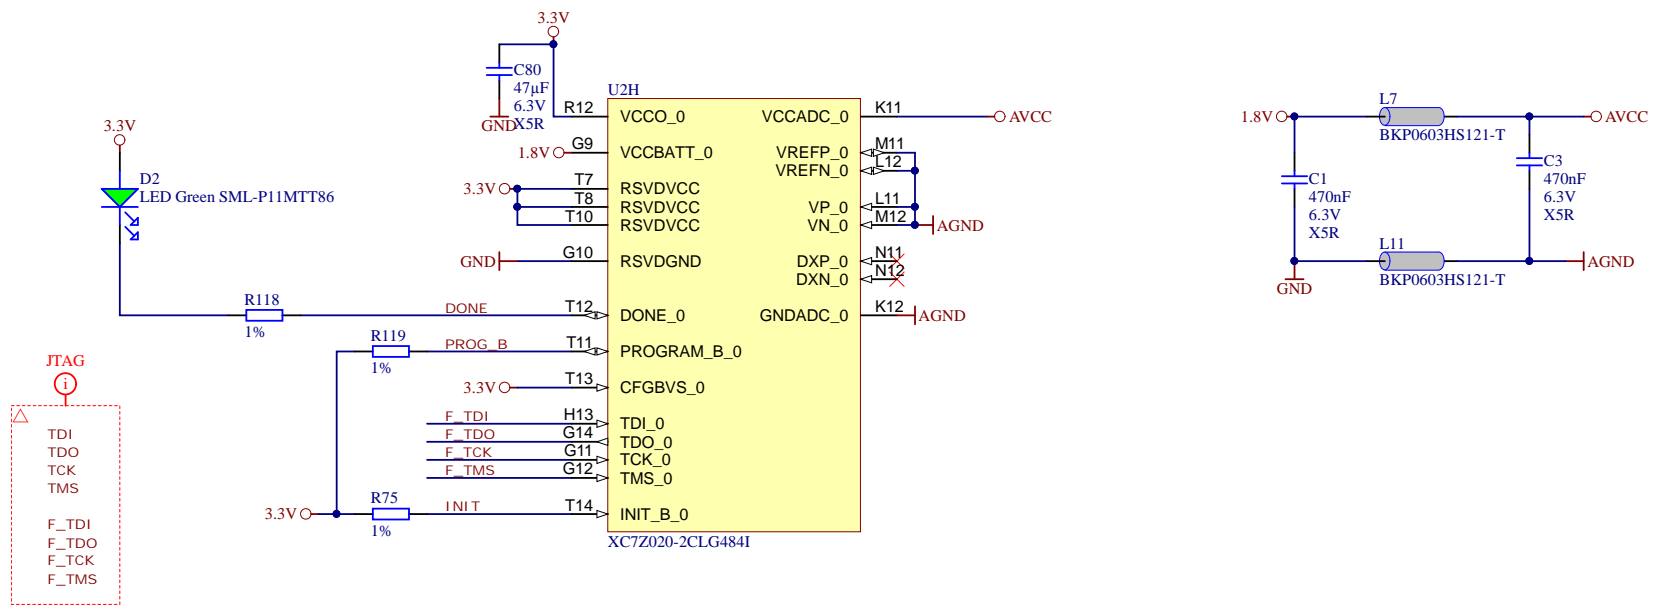 3.3V
C80
47µF
6.3V
X5R
GND
U2H
R12
VCCO_0
VCCADC_0
K11
AVCC
1.8V
G9
VCCBATT_0
VREFP_0
M11
VREFN_0
L12
3.3V
T7
RSVDVCC
T8
RSVDVCC
VP_0
L11
T10
RSVDVCC
VN_0
M12
AGND
GND
G10
RSVDGND
DXP_0
N11
DXN_0
N12
DONE
T12
DONE_0
GNDADC_0
K12
AGND
PROG_B
T11
PROGRAM_B_0
3.3V
T13
CFGBVS_0
F_TDI
H13
TDI_0
F_TDO
G14
TDO_0
F_TCK
G11
TCK_0
F_TMS
G12
TMS_0
INIT
T14
INIT_B_0
XC7Z020-2CLG484I
3.3V
D2
LED Green SML-P11MTT86
R118
1%
R119
1%
3.3V
R75
1%
JTAG
i
TDI
TDO
TCK
TMS
F_TDI
F_TDO
F_TCK
F_TMS
1.8V
L7
BKP0603HS121-T
AVCC
C1
470nF
6.3V
X5R
C3
470nF
6.3V
X5R
L11
BKP0603HS121-T
GND
AGND